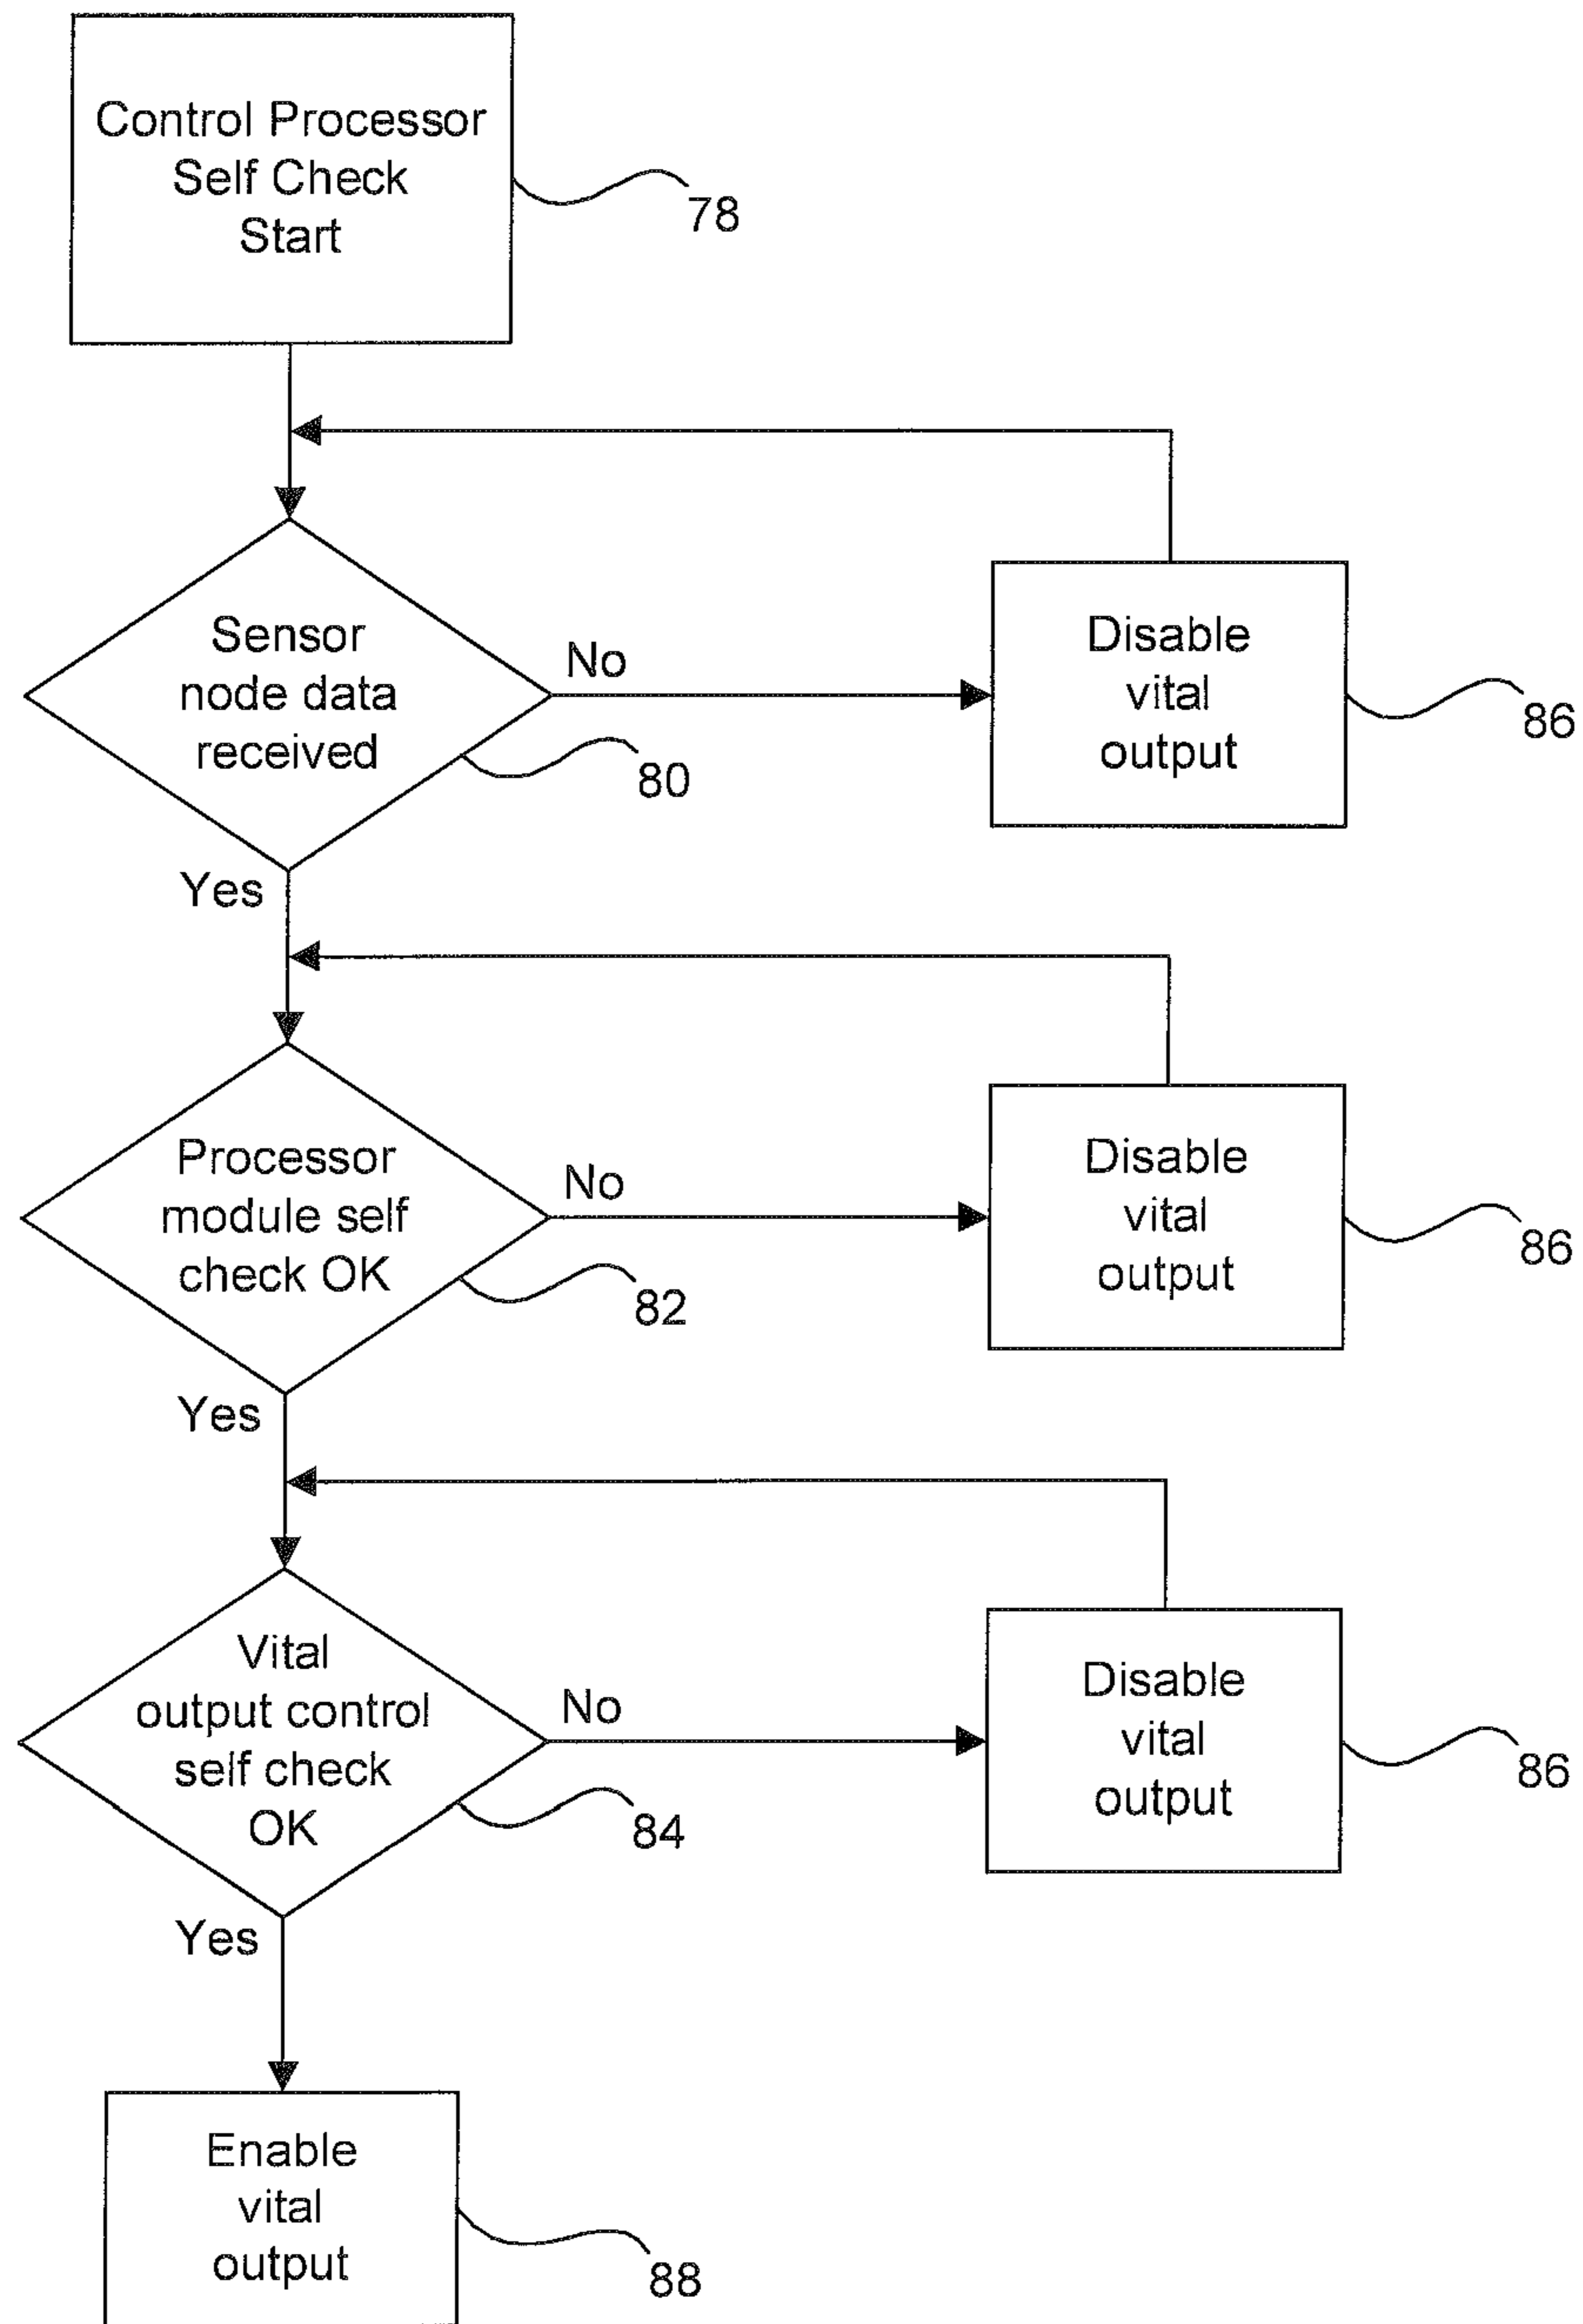 Control Processor
Self Check
Start
78
Sensor
node data
received
No
80
Yes
Disable
vital
output
86
Processor
module self
check OK
No
82
Yes
Disable
vital
output
86
Vital
output control
self check
OK
No
84
Yes
Disable
vital
output
86
Enable
vital
output
88